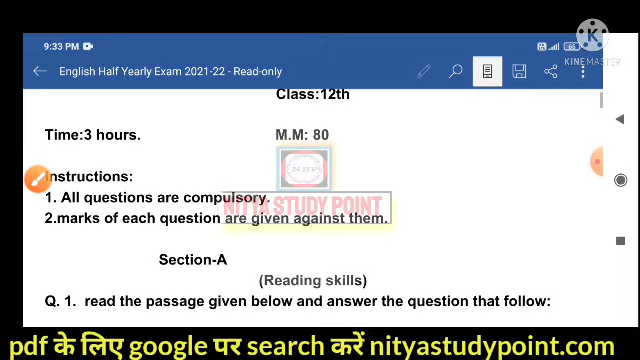 9:33 PM
65
KINEMASTER
English Half Yearly Exam 2021-22 - Read-only
Class:12th
Time:3 hours. M.M: 80
NSP
Instructions:
1. All questions are compulsory.
NITYA STUDY POINT
2.marks of each question are given against them.
Section-A
(Reading skills)
Q. 1. read the passage given below and answer the question that follow:
pdf के लिए google पर search करें nityastudypoint.com